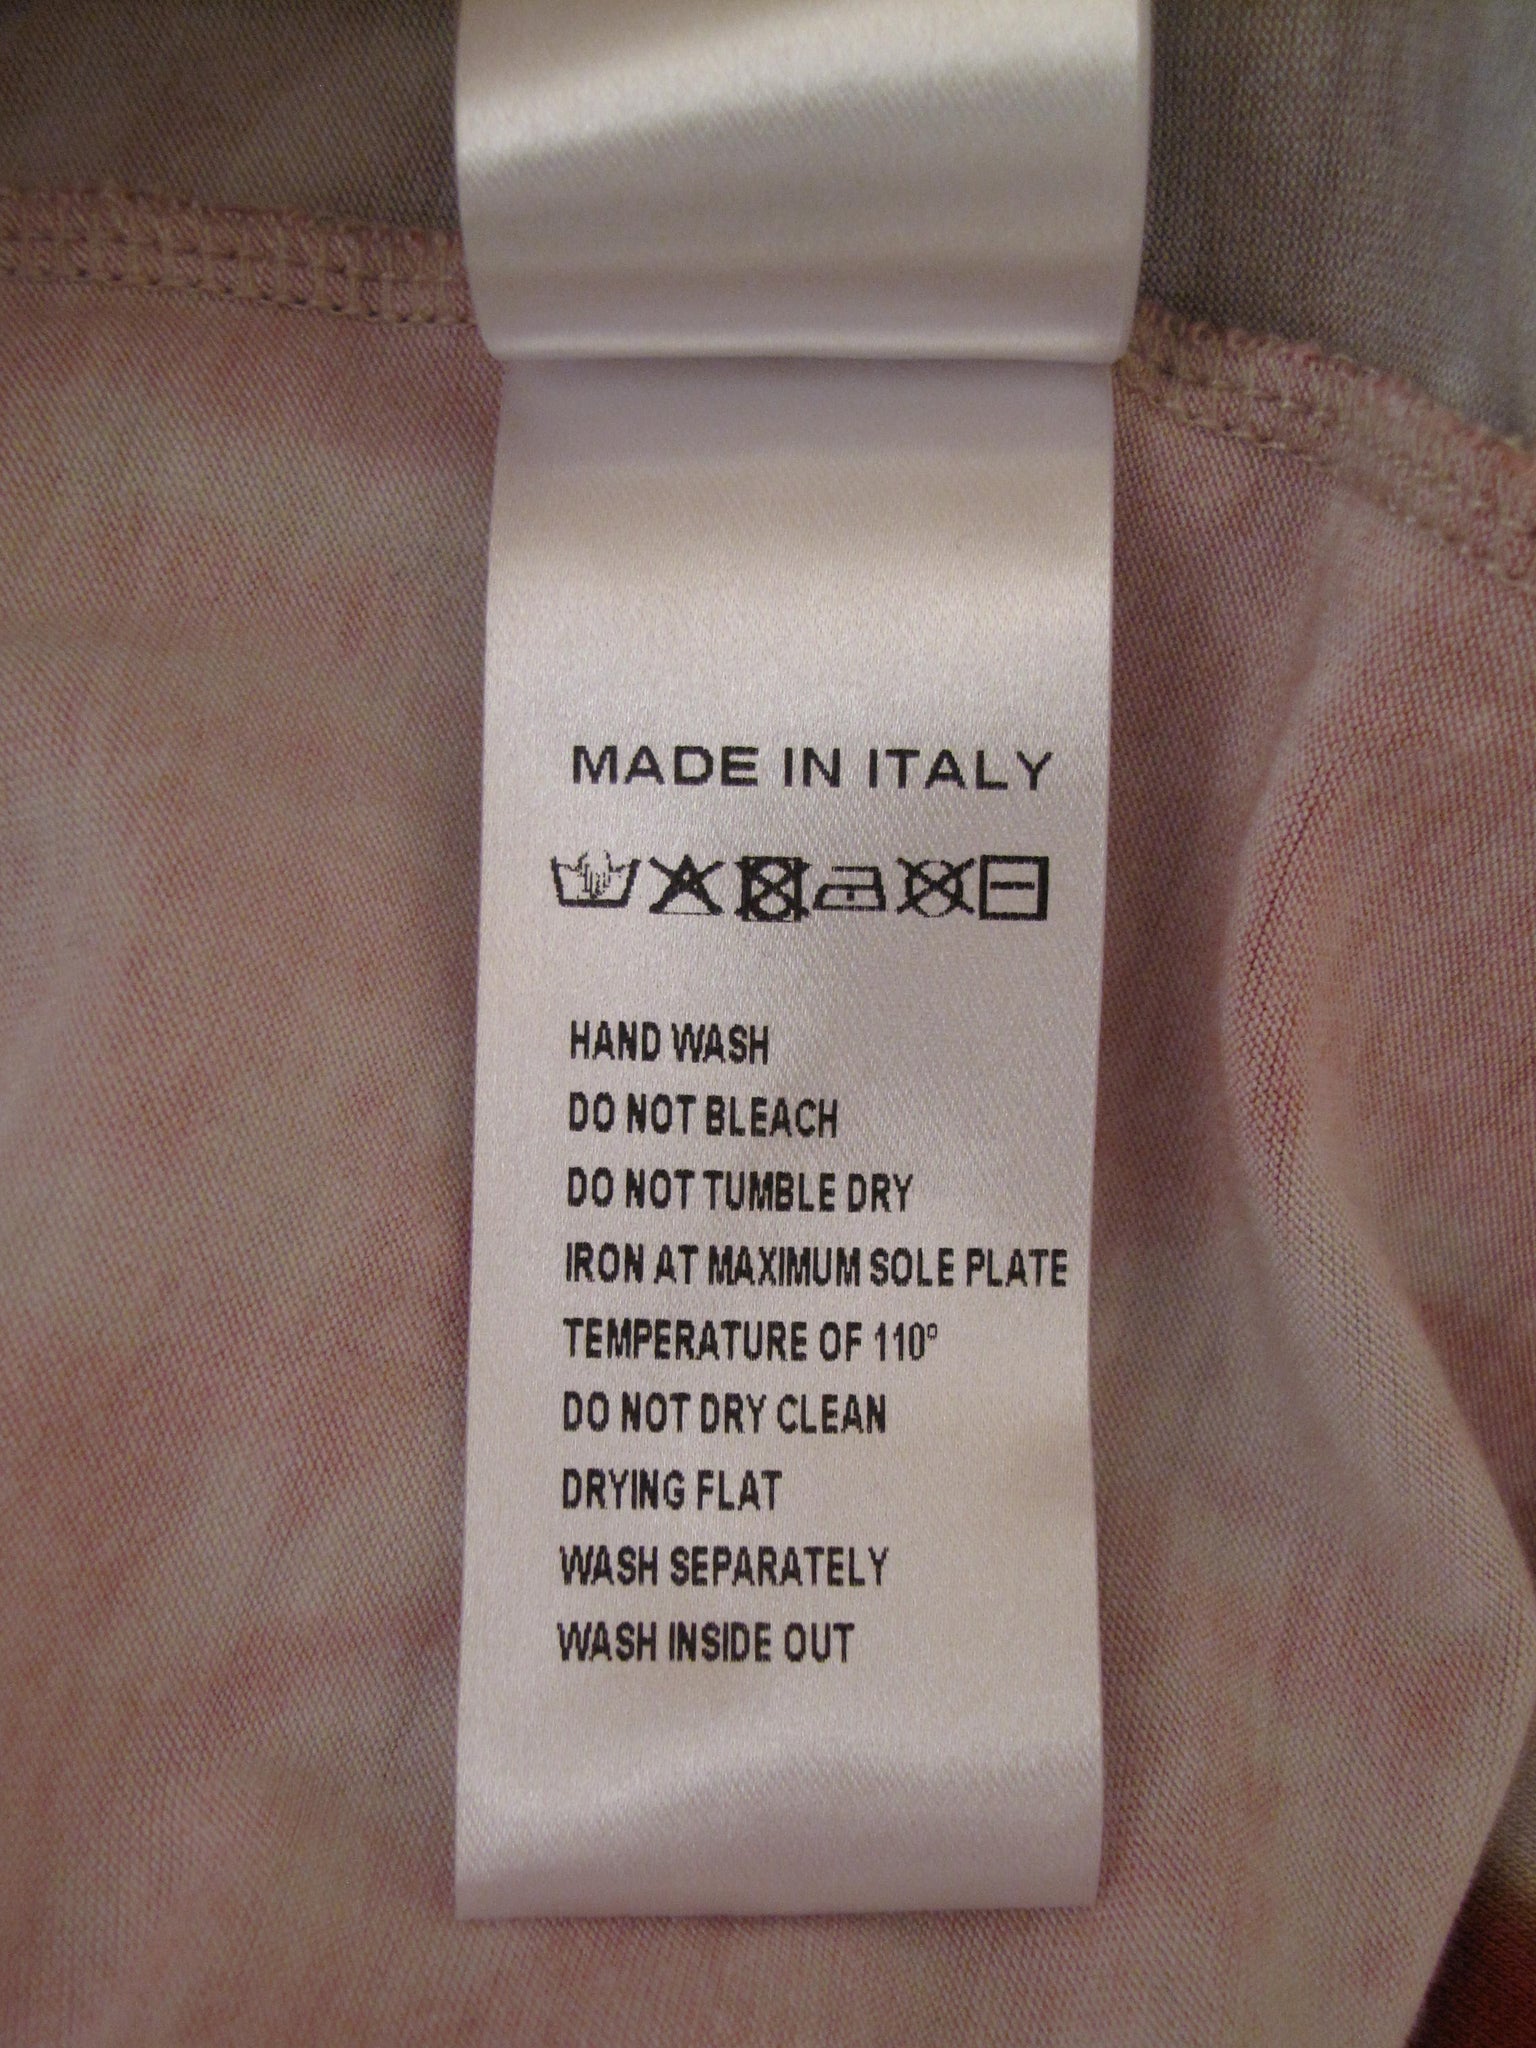 MADE IN ITALY
HAND WASH
DO NOT BLEACH
DO NOT TUMBLE DRY
IRON AT MAXIMUM SOLE PLATE
TEMPERATURE OF 110°
DO NOT DRY CLEAN
DRYING FLAT
WASH SEPARATELY
WASH INSIDE OUT